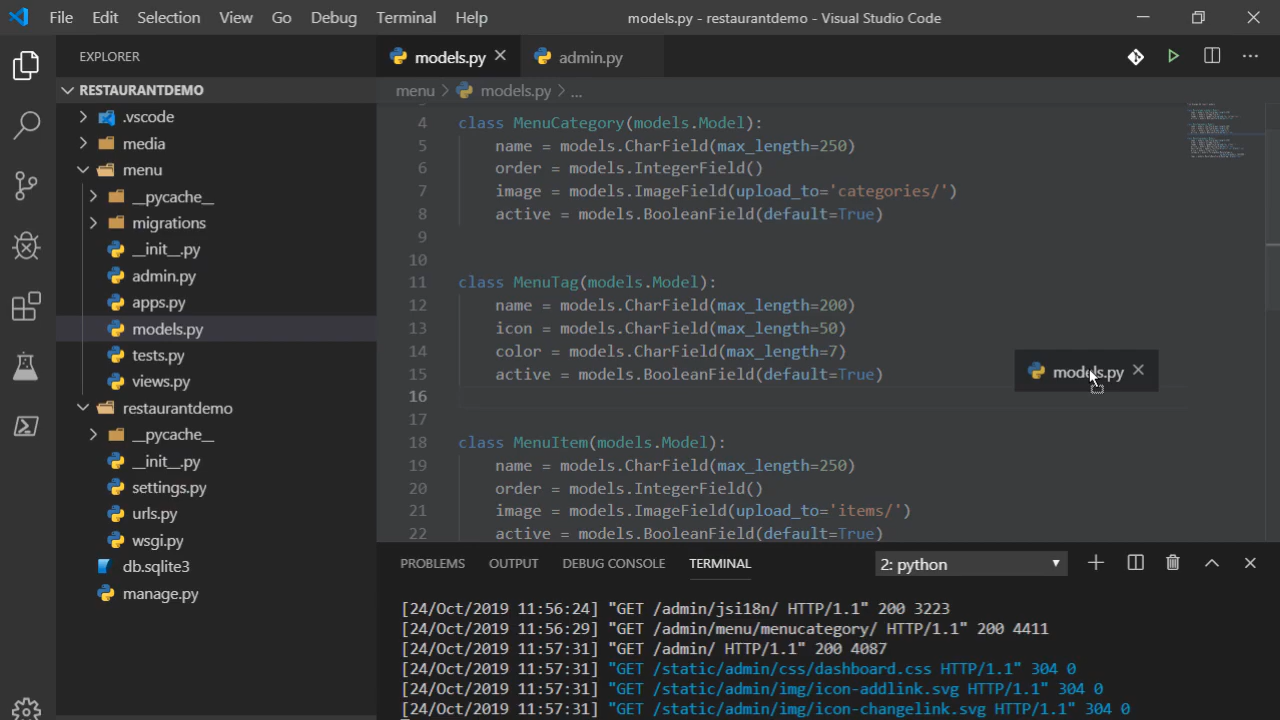 File Edit Selection View Go Debug Terminal Help models.py - restaurantdemo - Visual Studio Code
EXPLORER
models.py
admin.py
RESTAURANTDEMO
menu > models.py > ...
.vscode
media
menu
__pycache__
migrations
__init__.py
admin.py
apps.py
models.py
tests.py
views.py
restaurantdemo
__pycache__
__init__.py
settings.py
urls.py
wsgi.py
db.sqlite3
manage.py
4 class MenuCategory(models.Model):
5 name = models.CharField(max_length=250)
6 order = models.IntegerField()
7 image = models.ImageField(upload_to='categories/')
8 active = models.BooleanField(default=True)
9
10
11 class MenuTag(models.Model):
12 name = models.CharField(max_length=200)
13 icon = models.CharField(max_length=50)
14 color = models.CharField(max_length=7)
15 active = models.BooleanField(default=True)
16
17
18 class MenuItem(models.Model):
19 name = models.CharField(max_length=250)
20 order = models.IntegerField()
21 image = models.ImageField(upload_to='items/')
22 active = models.BooleanField(default=True)
models.py
PROBLEMS OUTPUT DEBUG CONSOLE TERMINAL 2: python
[24/Oct/2019 11:56:24] "GET /admin/jsi18n/ HTTP/1.1" 200 3223
[24/Oct/2019 11:56:29] "GET /admin/menu/menucategory/ HTTP/1.1" 200 4411
[24/Oct/2019 11:57:31] "GET /admin/ HTTP/1.1" 200 4087
[24/Oct/2019 11:57:31] "GET /static/admin/css/dashboard.css HTTP/1.1" 304 0
[24/Oct/2019 11:57:31] "GET /static/admin/img/icon-addlink.svg HTTP/1.1" 304 0
[24/Oct/2019 11:57:31] "GET /static/admin/img/icon-changelink.svg HTTP/1.1" 304 0